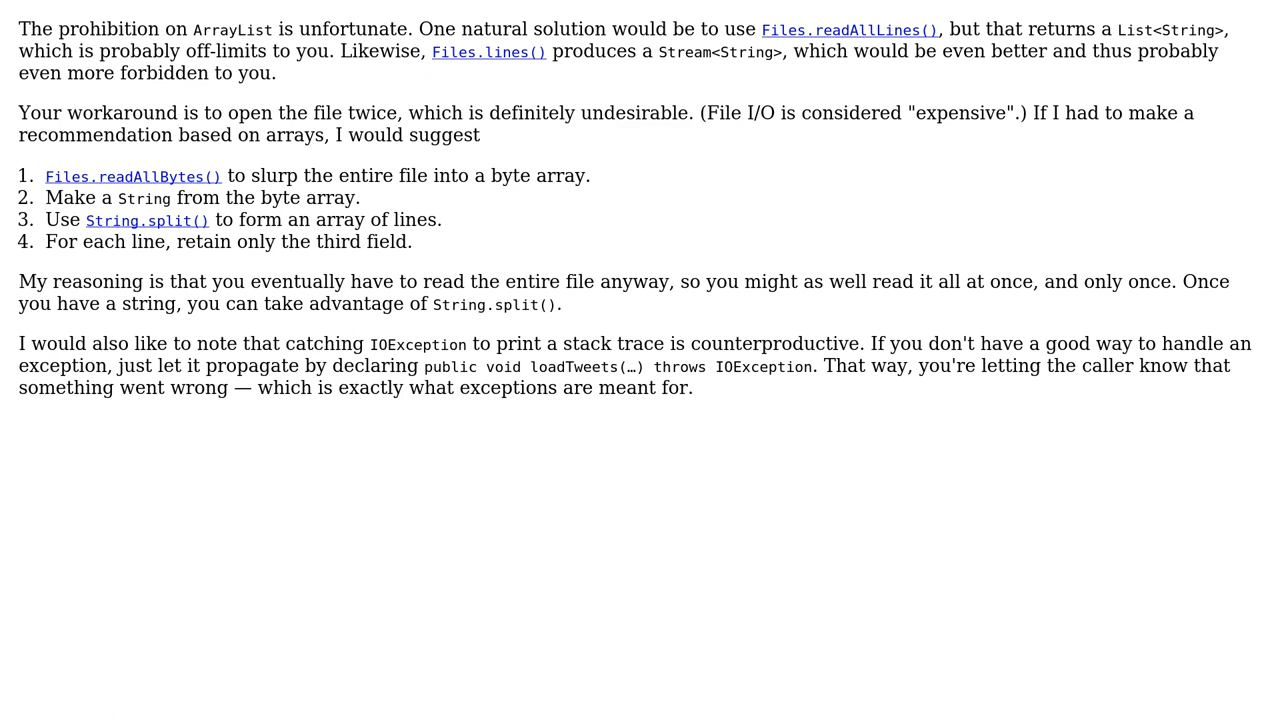 The prohibition on ArrayList is unfortunate. One natural solution would be to use Files.readAllLines(), but that returns a List<String>,
which is probably off-limits to you. Likewise, Files.lines() produces a Stream<String>, which would be even better and thus probably
even more forbidden to you.
Your workaround is to open the file twice, which is definitely undesirable. (File I/O is considered "expensive".) If I had to make a
recommendation based on arrays, I would suggest
1. Files.readAllBytes() to slurp the entire file into a byte array.
2. Make a String from the byte array.
3. Use String.split() to form an array of lines.
4. For each line, retain only the third field.
My reasoning is that you eventually have to read the entire file anyway, so you might as well read it all at once, and only once. Once
you have a string, you can take advantage of String.split().
I would also like to note that catching IOException to print a stack trace is counterproductive. If you don't have a good way to handle an
exception, just let it propagate by declaring public void loadTweets(…) throws IOException. That way, you're letting the caller know that
something went wrong — which is exactly what exceptions are meant for.